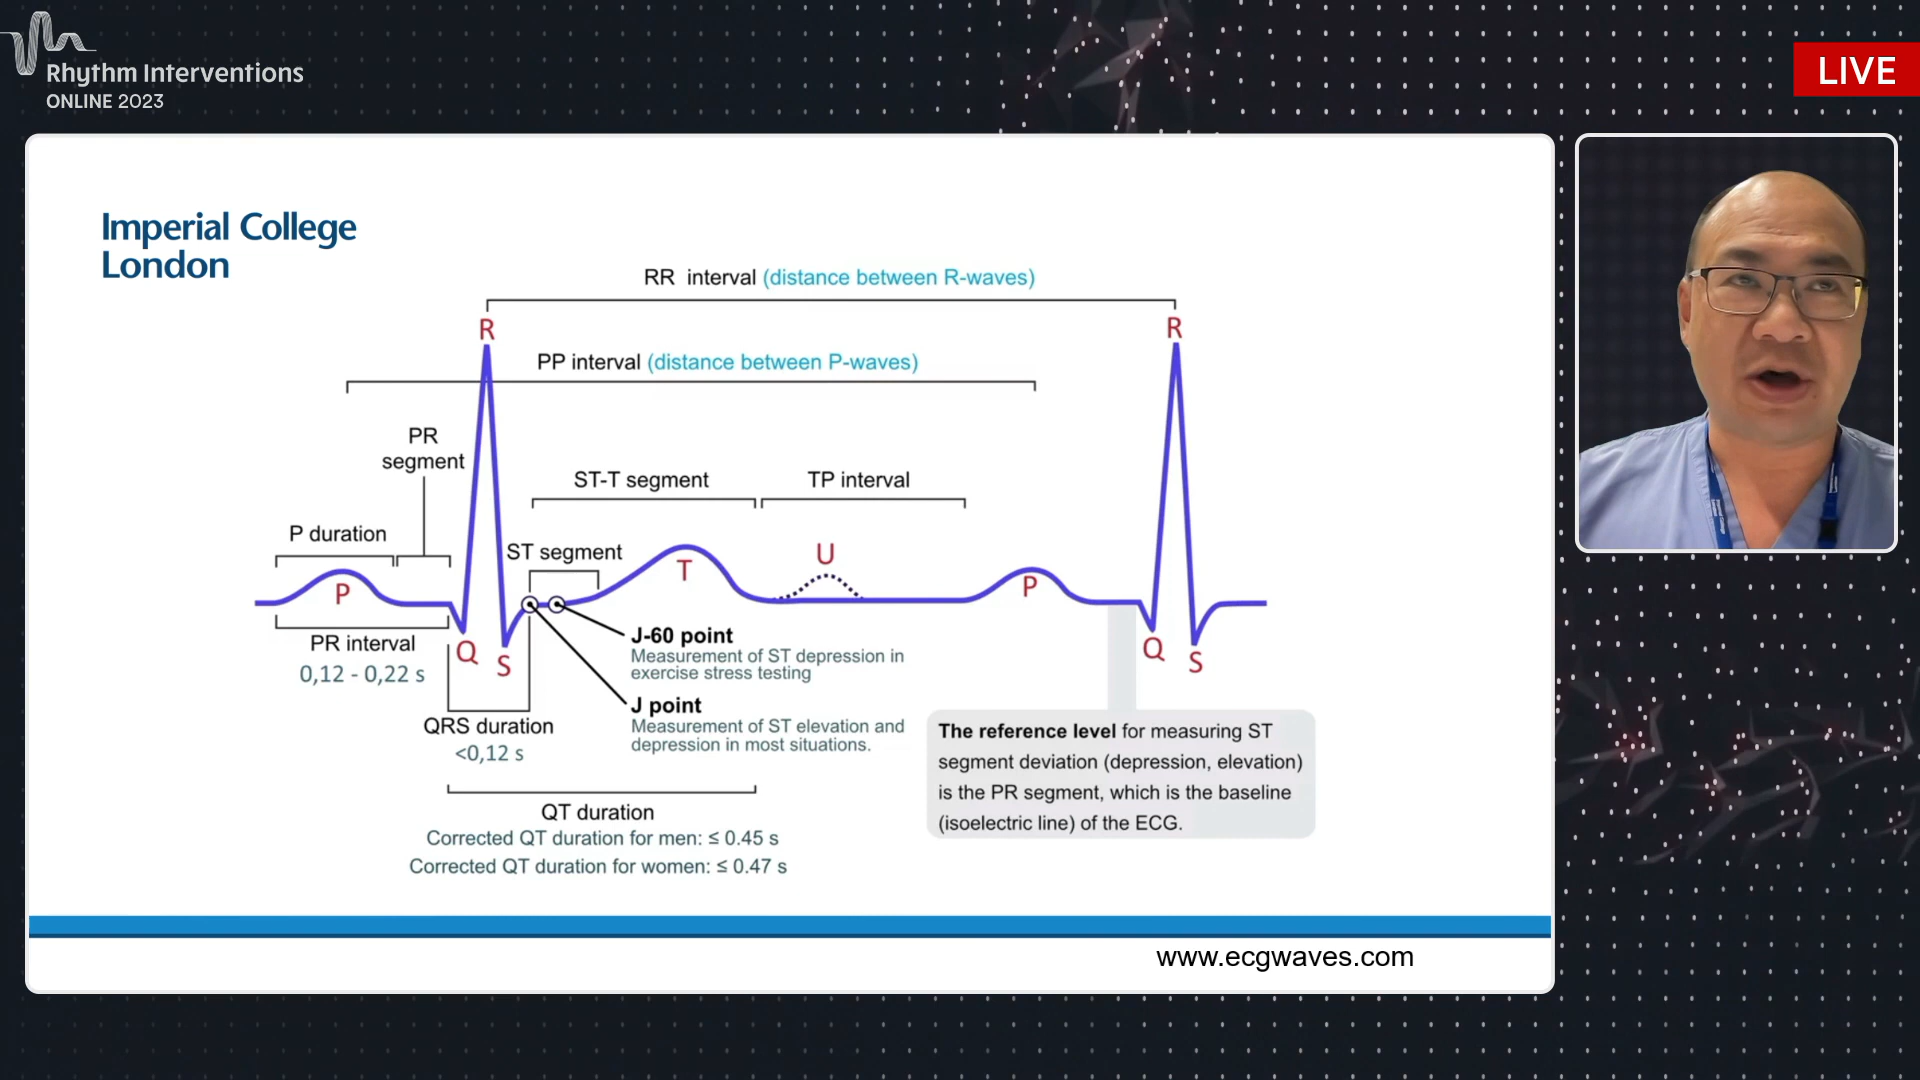 Rhythm Interventions
ONLINE 2023
LIVE
Imperial College
London
RR interval (distance between R-waves)
R
R
PP interval (distance between P-waves)
PR
segment
ST-T segment
TP interval
P duration
ST segment
U
T
P
P
PR interval
0,12 - 0,22 s
Q
S
J-60 point
Measurement of ST depression in
exercise stress testing
J point
Measurement of ST elevation and
depression in most situations.
Q
S
QRS duration
<0,12 s
The reference level for measuring ST
segment deviation (depression, elevation)
is the PR segment, which is the baseline
(isoelectric line) of the ECG.
QT duration
Corrected QT duration for men: ≤ 0.45 s
Corrected QT duration for women: ≤ 0.47 s
www.ecgwaves.com